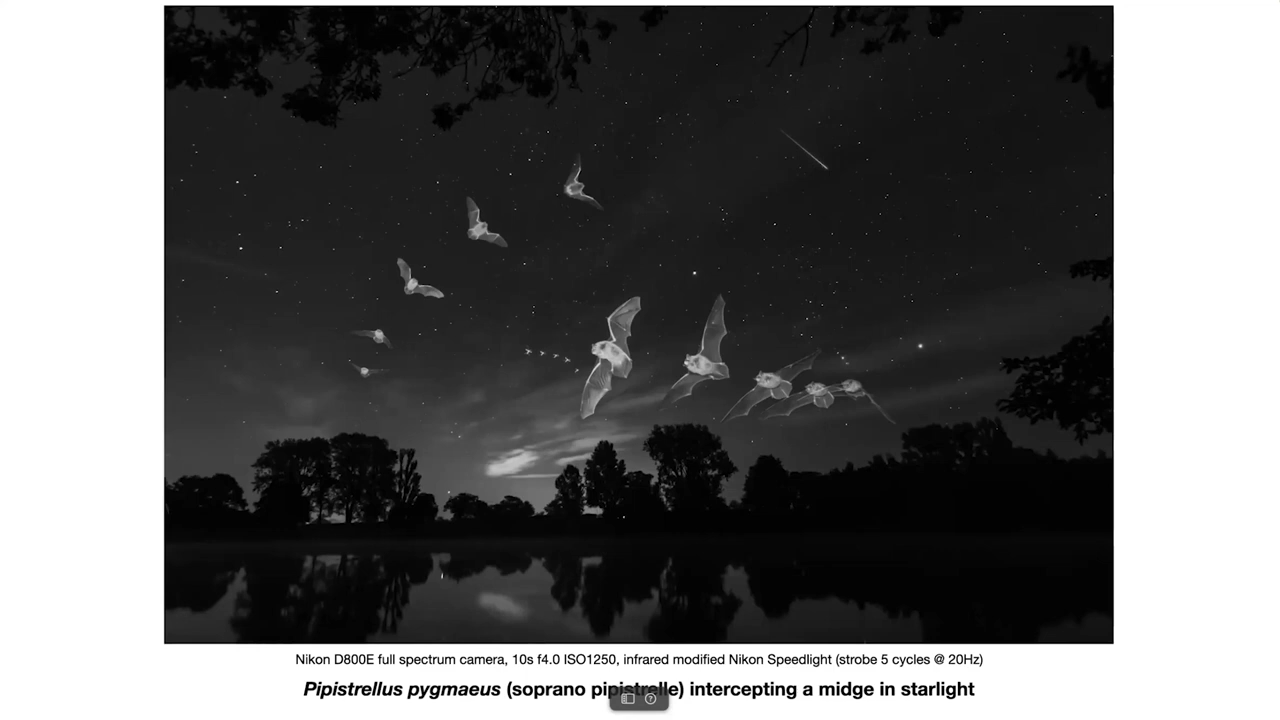 Nikon D800E full spectrum camera, 10s f4.0 ISO1250, infrared modified Nikon Speedlight (strobe 5 cycles @ 20Hz)
Pipistrellus pygmaeus (soprano pipistrelle) intercepting a midge in starlight